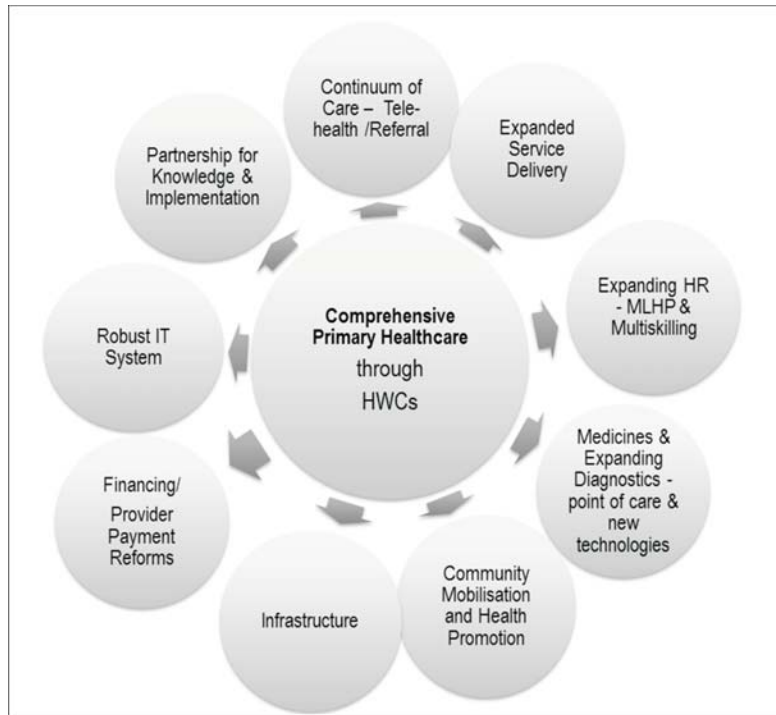 Continuum of
Care – Tele-
health /Referral
Expanded
Service
Delivery
Expanding HR
- MLHP &
Multiskilling
Medicines &
Expanding
Diagnostics -
point of care &
new
technologies
Community
Mobilisation
and Health
Promotion
Infrastructure
Financing/
Provider
Payment
Reforms
Robust IT
System
Partnership for
Knowledge &
Implementation
Comprehensive
Primary Healthcare
through
HWCs